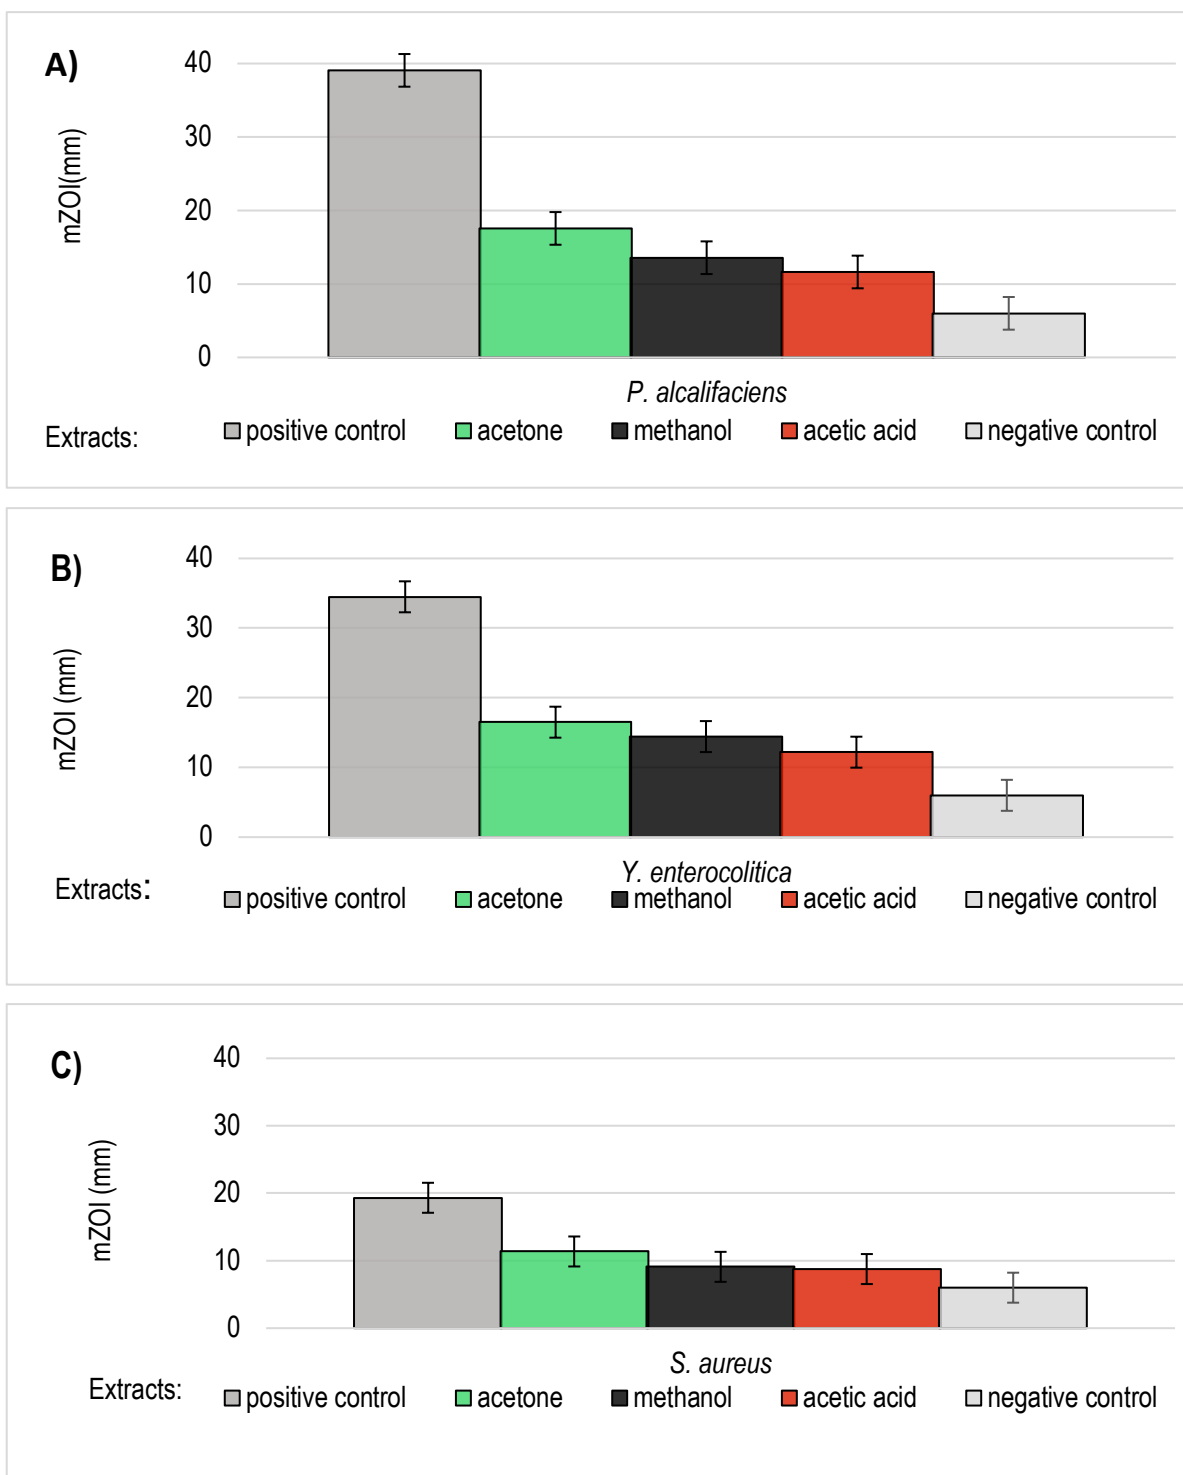 A)
mZOI(mm)
40
30
20
10
0
P. alcalifaciens
Extracts: positive control acetone methanol acetic acid negative control
B)
mZOI (mm)
40
30
20
10
0
Y. enterocolitica
Extracts: positive control acetone methanol acetic acid negative control
C)
mZOI (mm)
40
30
20
10
0
S. aureus
Extracts: positive control acetone methanol acetic acid negative control